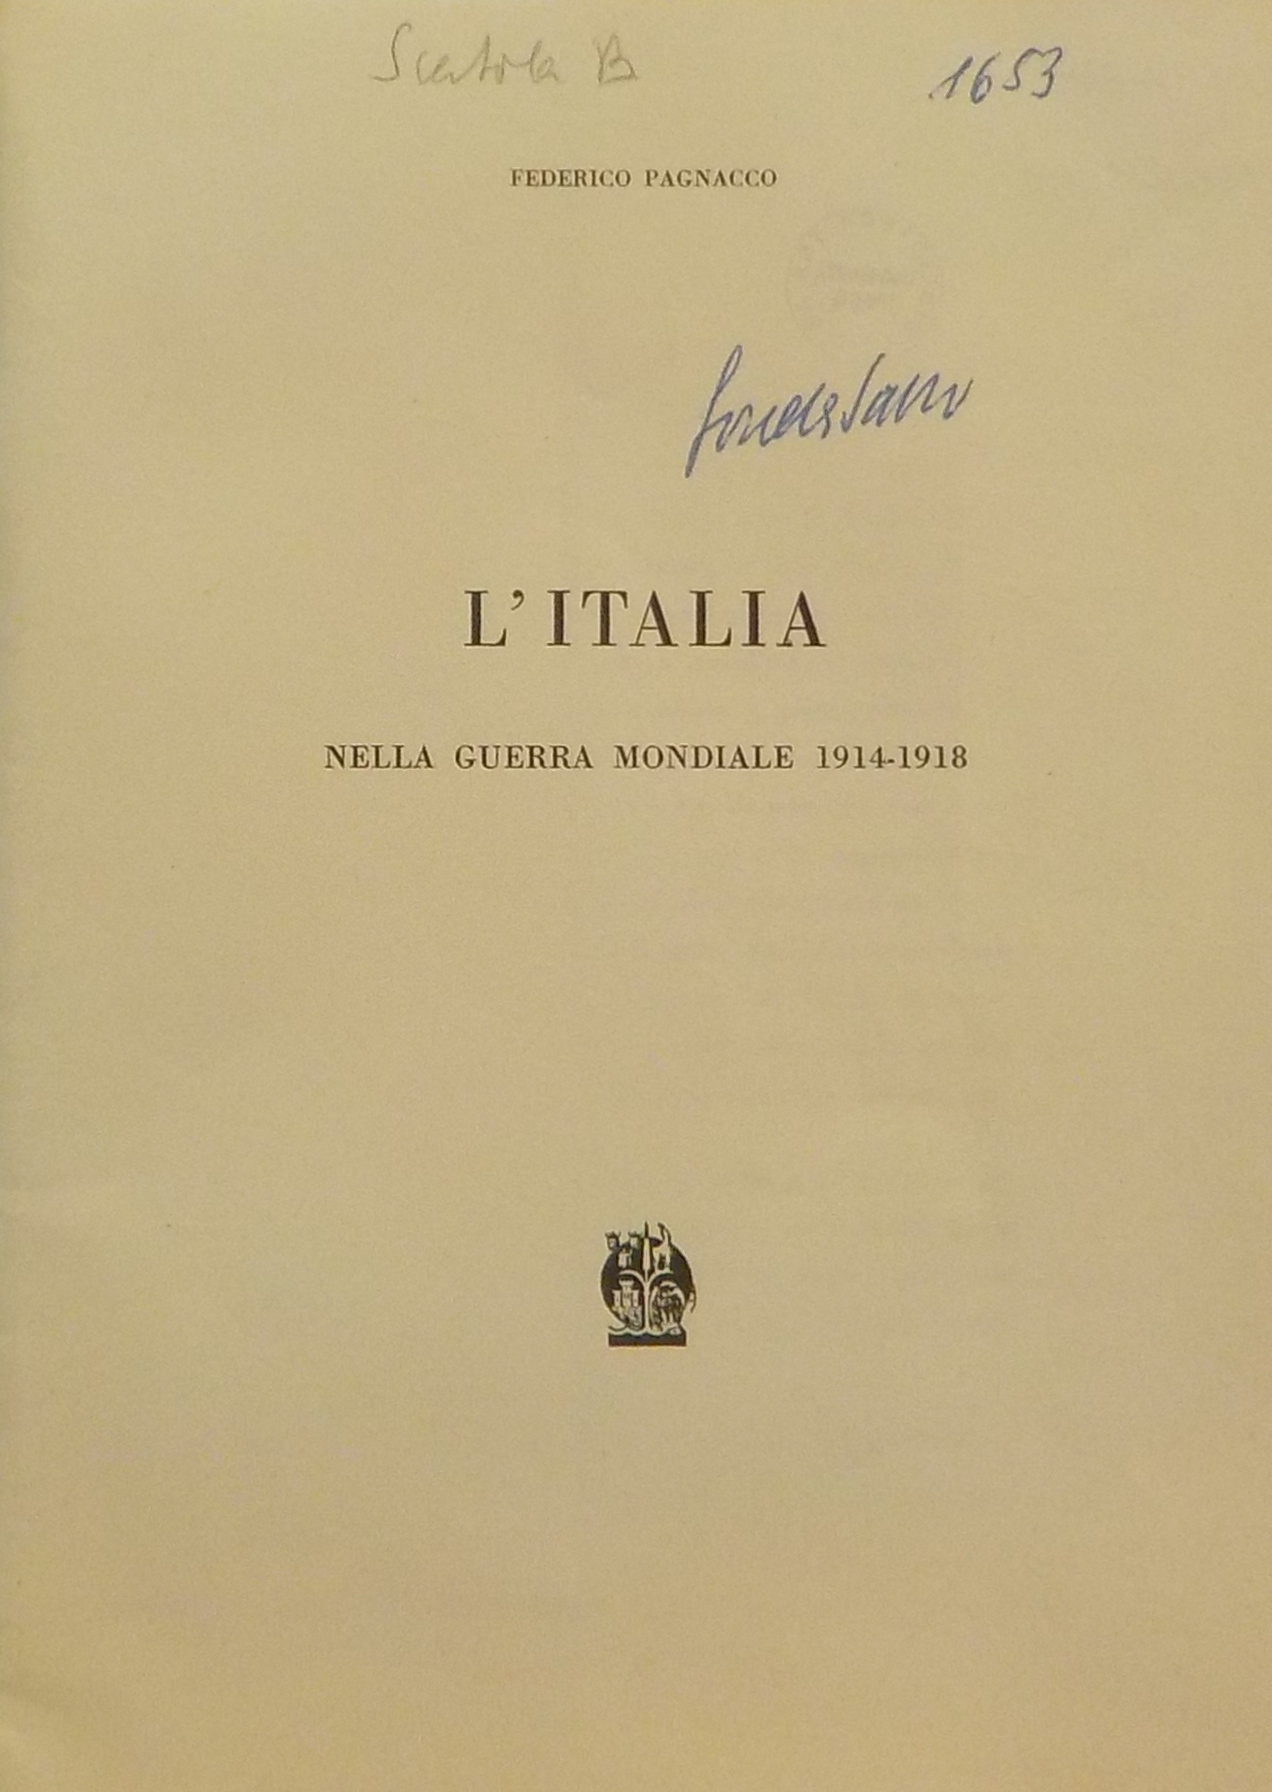 Scatola B
1653
FEDERICO PAGNACCO
L'ITALIA
NELLA GUERRA MONDIALE 1914-1918